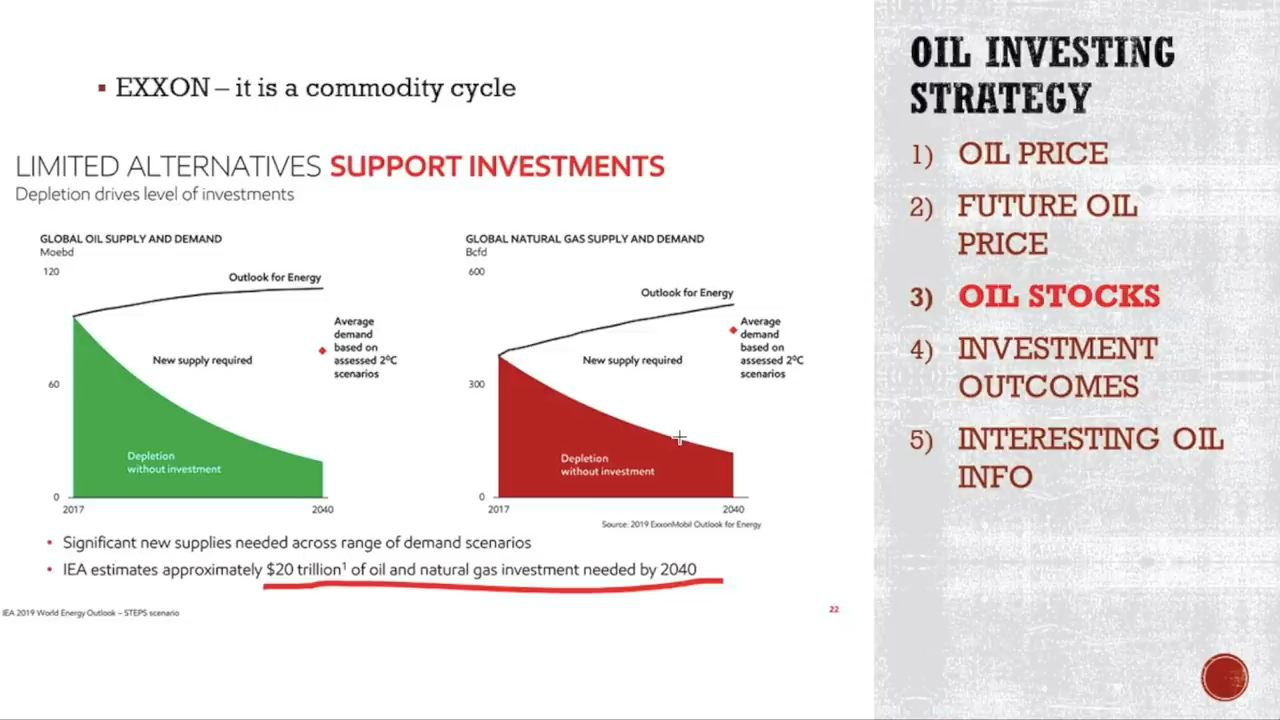 EXXON – it is a commodity cycle
LIMITED ALTERNATIVES SUPPORT INVESTMENTS
Depletion drives level of investments
GLOBAL OIL SUPPLY AND DEMAND
Moebd
120
Outlook for Energy
Average
demand
based on
assessed 2ºC
scenarios
New supply required
60
Depletion
without investment
0
2017
2040
GLOBAL NATURAL GAS SUPPLY AND DEMAND
Bcfd
600
Outlook for Energy
Average
demand
based on
assessed 2ºC
scenarios
New supply required
300
Depletion
without investment
0
2017
2040
Source: 2019 ExxonMobil Outlook for Energy
• Significant new supplies needed across range of demand scenarios
• IEA estimates approximately $20 trillion¹ of oil and natural gas investment needed by 2040
IEA 2019 World Energy Outlook – STEPS scenario
22
OIL INVESTING
STRATEGY
1) OIL PRICE
2) FUTURE OIL
PRICE
3) OIL STOCKS
4) INVESTMENT
OUTCOMES
5) INTERESTING OIL
INFO